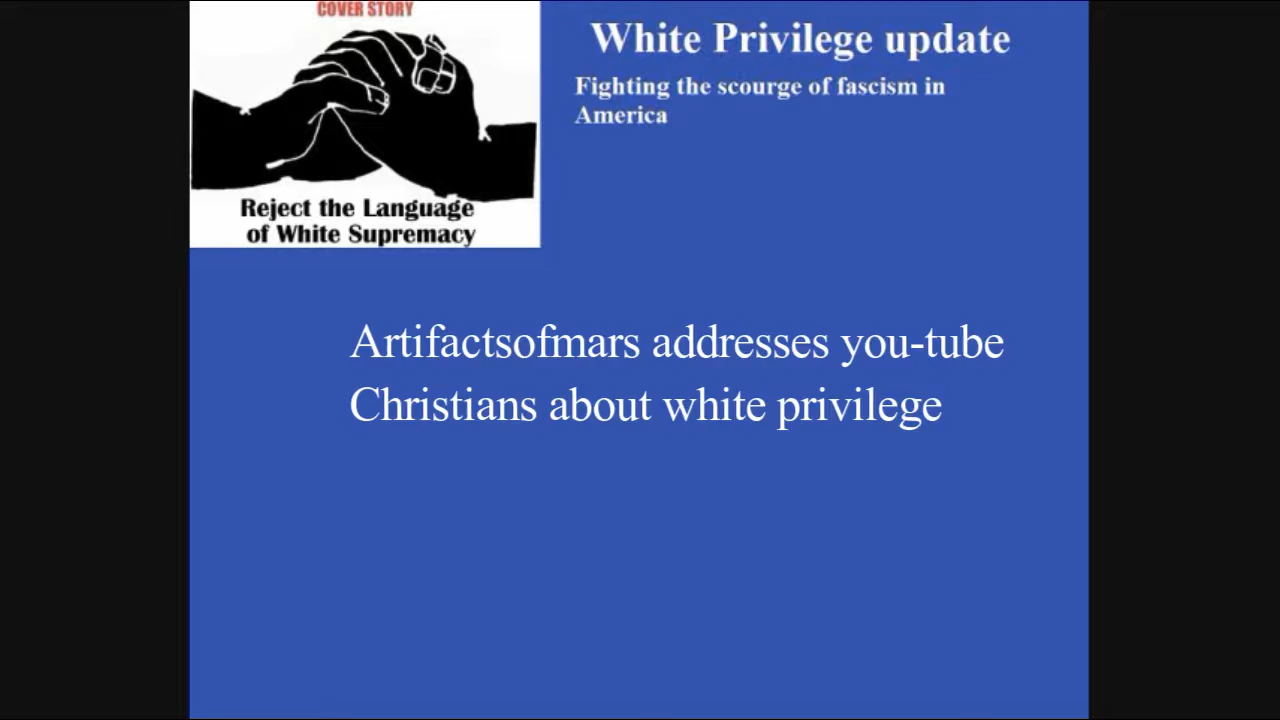 COVER STORY
Reject the Language
of White Supremacy
White Privilege update
Fighting the scourge of fascism in
America
Artifactsofmars addresses you-tube
Christians about white privilege